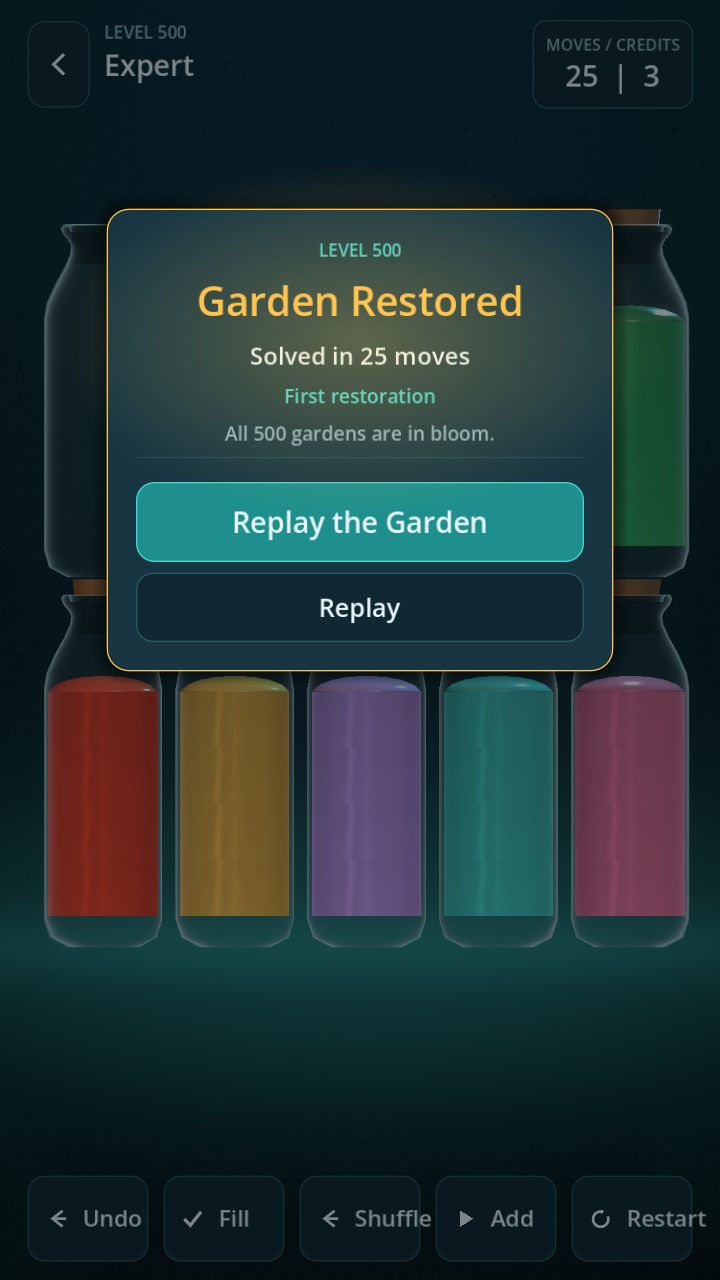 LEVEL 500
Expert
MOVES / CREDITS
25 | 3
LEVEL 500
Garden Restored
Solved in 25 moves
First restoration
All 500 gardens are in bloom.
Replay the Garden
Replay
Undo
Fill
Shuffle
Add
Restart